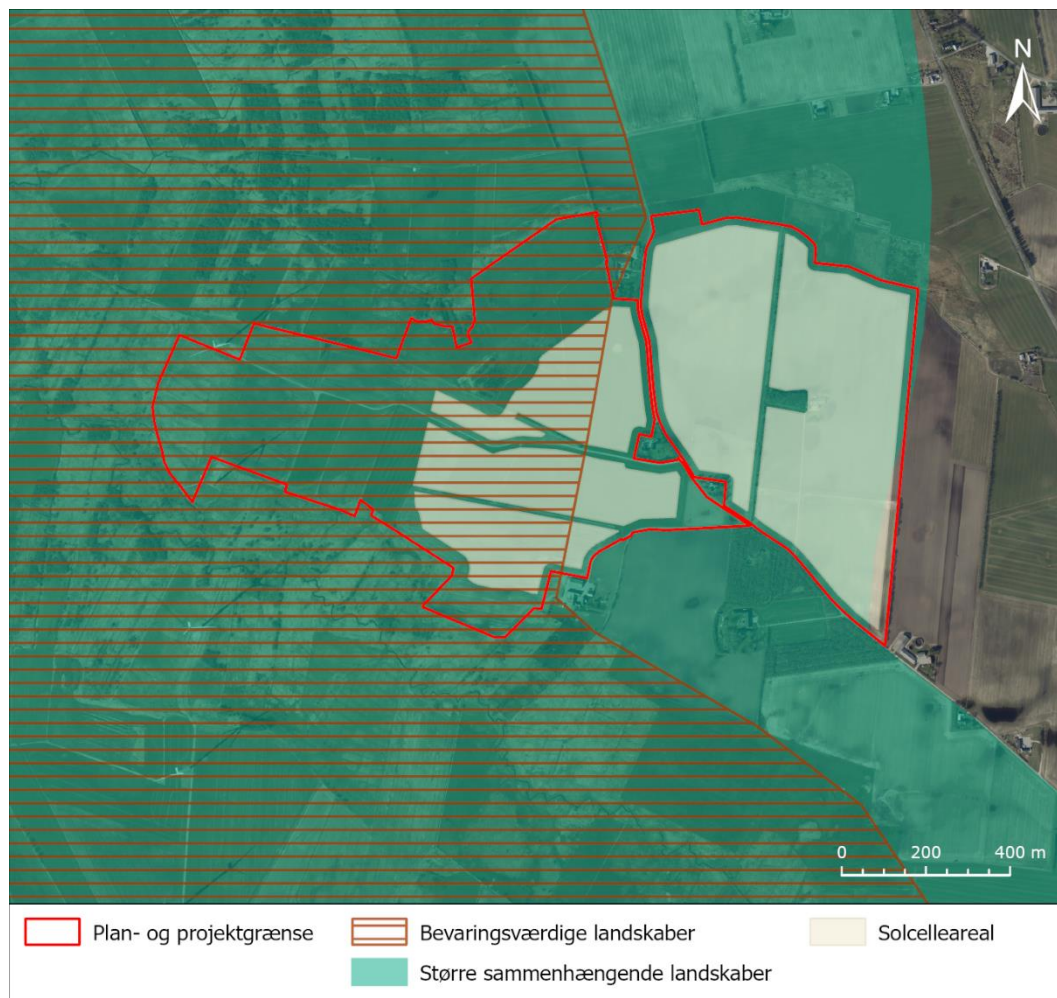 N
0 200 400 m
Plan- og projektgrænse
Bevaringsværdige landskaber
Solcelleareal
Større sammenhængende landskaber